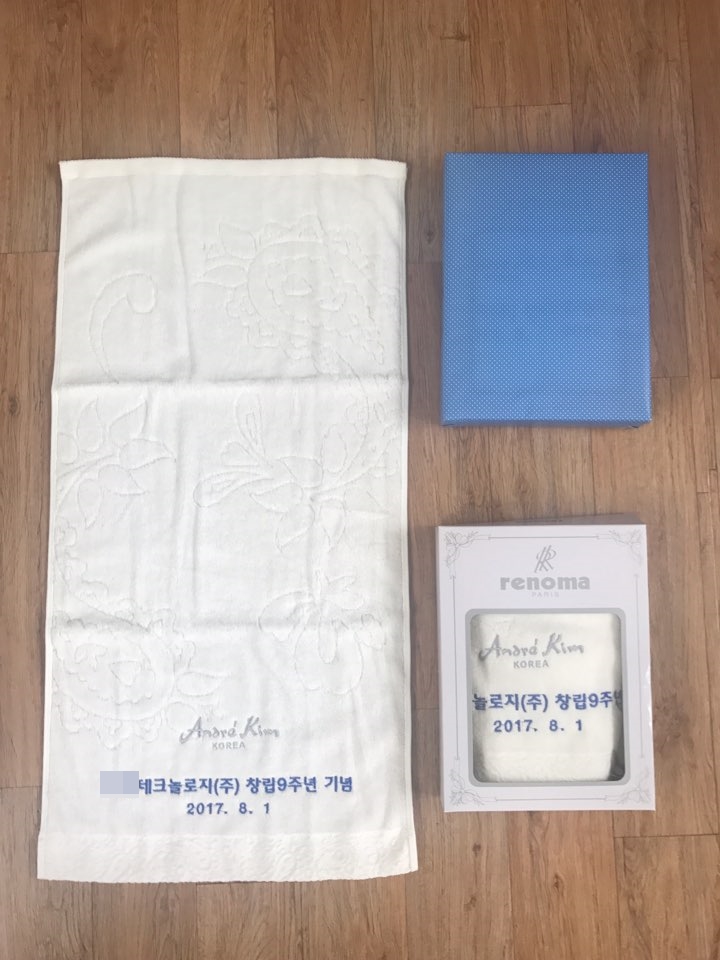 André Kim
KOREA
테크놀로지(주) 창립9주년 기념
2017. 8. 1
renoma
PARIS
André Kim
KOREA
놀로지(주) 창립9주년
2017. 8. 1